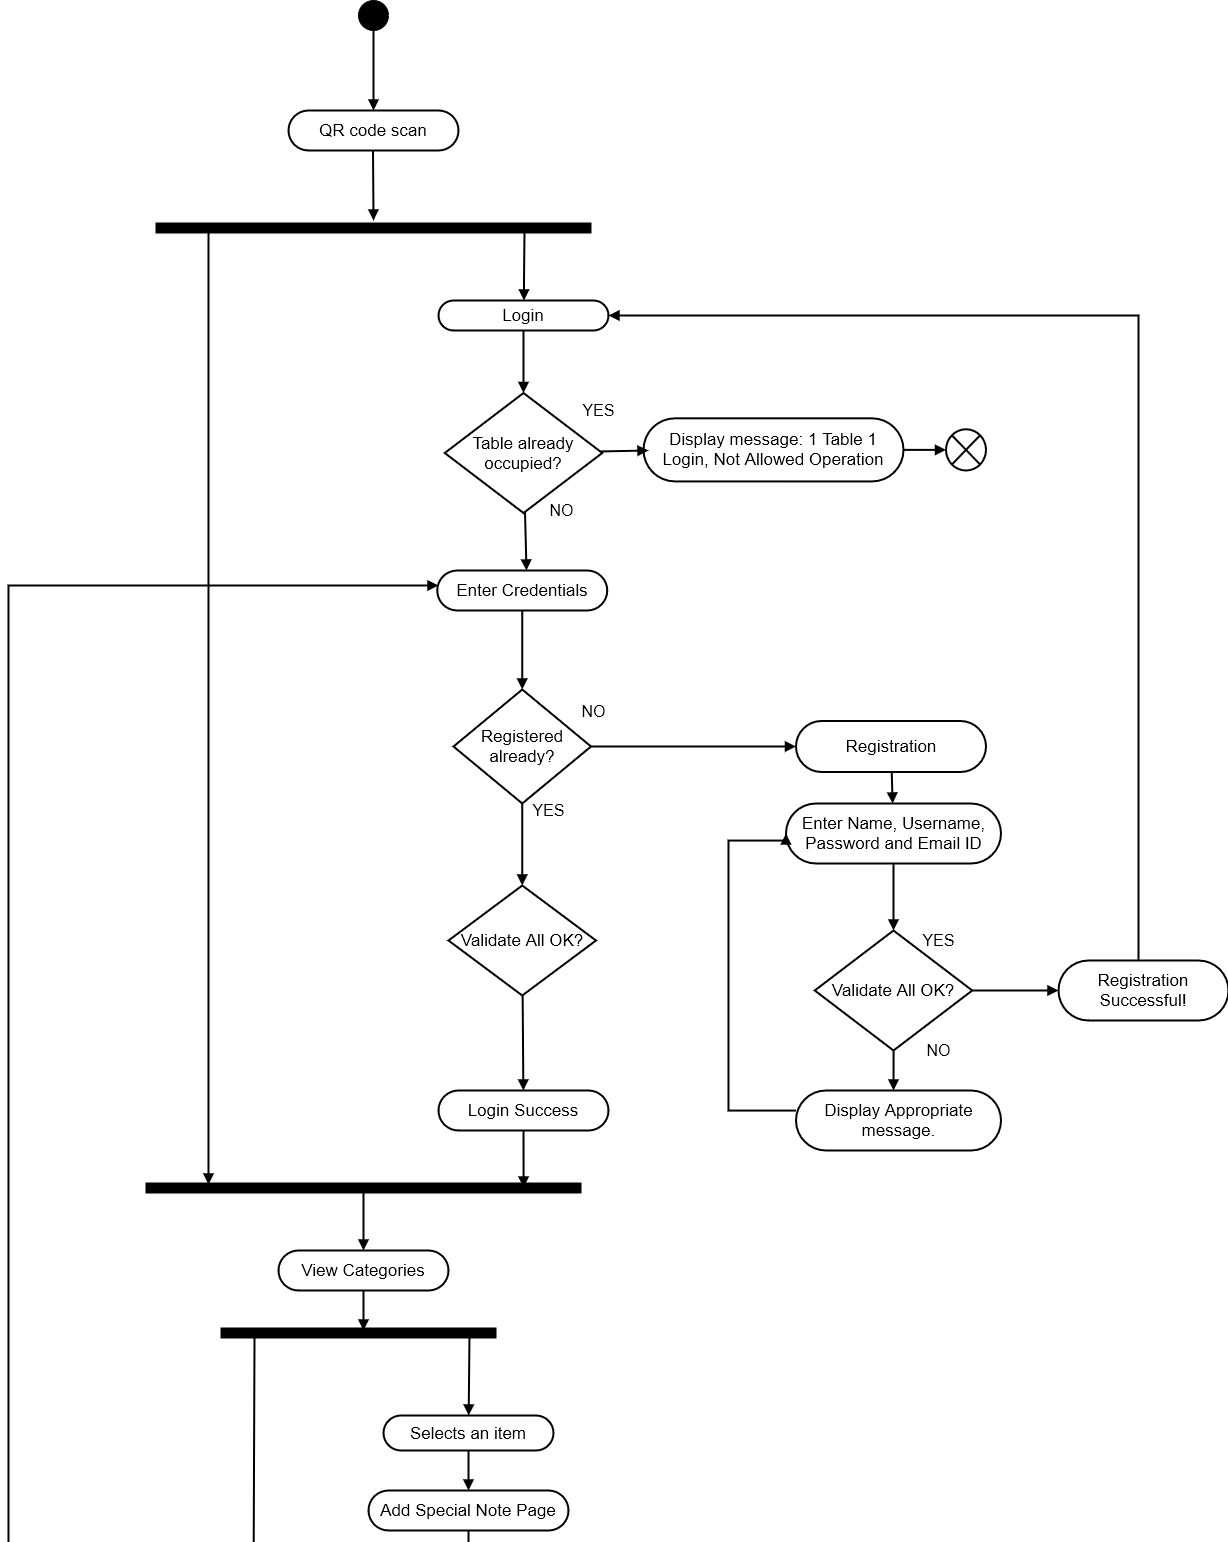 QR code scan
Login
YES
Table already
occupied?
Display message: 1 Table 1
Login, Not Allowed Operation
NO
Enter Credentials
NO
Registered
already?
Registration
YES
Enter Name, Username,
Password and Email ID
Validate All OK?
YES
Validate All OK?
Registration
Successful!
NO
Login Success
Display Appropriate
message.
View Categories
Selects an item
Add Special Note Page